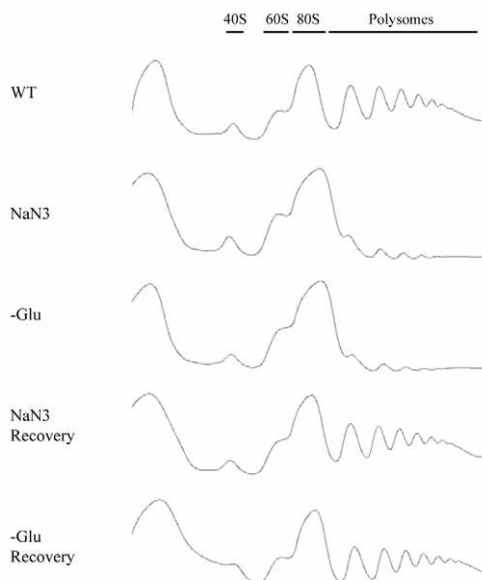 40S 60S 80S Polysomes
WT
NaN3
-Glu
NaN3
Recovery
-Glu
Recovery